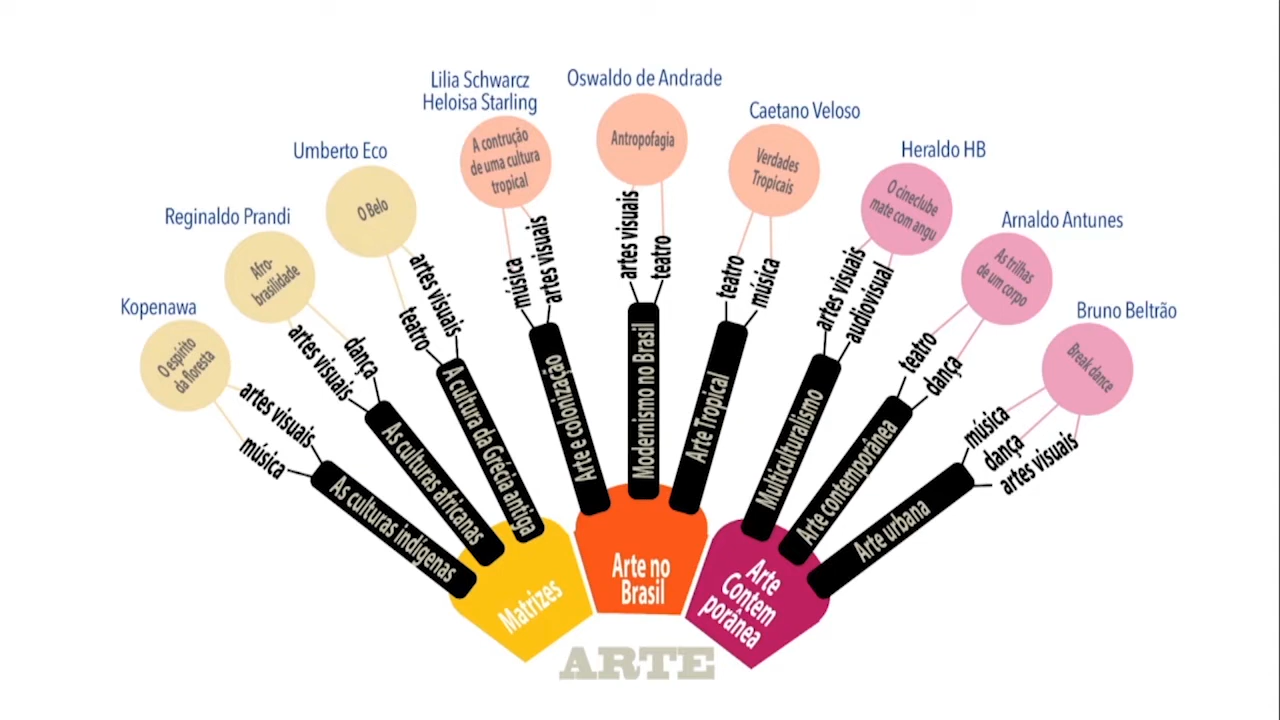 Kopenawa
O espírito
da floresta
artes visuais
música
As culturas indígenas
Reginaldo Prandi
Afro-
brasilidade
artes visuais
dança
As culturas africanas
Umberto Eco
O Belo
teatro
artes visuais
A cultura da Grécia antiga
Matrizes
Lilia Schwarcz
Heloisa Starling
A contrução
de uma cultura
tropical
música
artes visuais
Arte e colonização
Oswaldo de Andrade
Antropofagia
artes visuais
teatro
Modernismo no Brasil
Caetano Veloso
Verdades
Tropicais
teatro
música
Arte Tropical
Arte no
Brasil
Heraldo HB
O cineclube
mate com angu
artes visuais
audiovisual
Multiculturalismo
Arnaldo Antunes
As trilhas
de um corpo
teatro
dança
Arte contemporânea
Bruno Beltrão
Break dance
música
dança
artes visuais
Arte urbana
Arte
Contem
porânea
ARTE